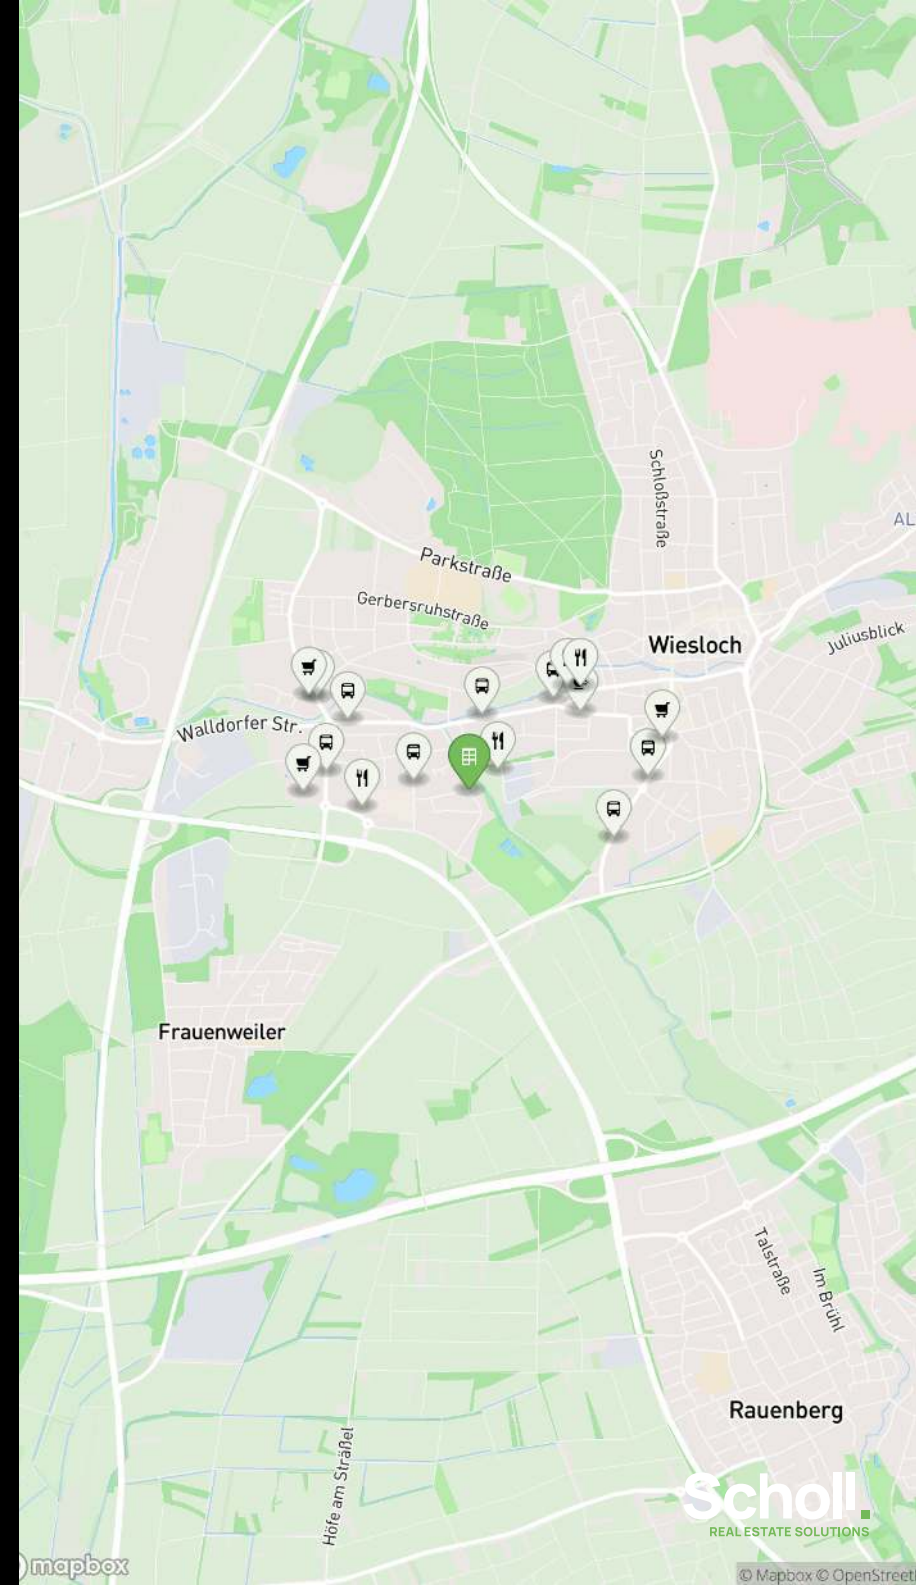 Schloßstraße
AL
Parkstraße
Gerbersruhstraße
Juliusblick
Wiesloch
Walldorfer Str.
Frauenweiler
Talstraße
Im Brühl
Rauenberg
Höfe am Sträßel
Scholl.
REAL ESTATE SOLUTIONS
mapbox
© Mapbox © OpenStreet